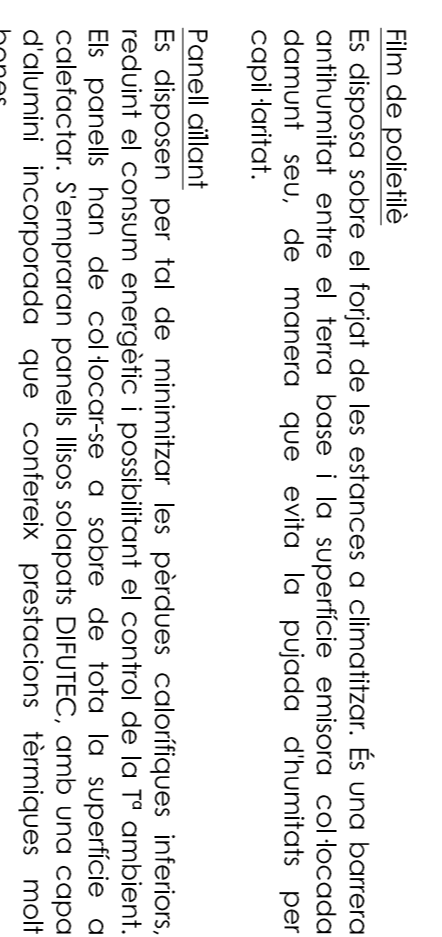 Film de polietilè
Es disposa sobre el forjat de les estances a climatitzar. És una barrera
antihumitat entre el terra base i la superfície emisora col·locada
damunt seu, de manera que evita la pujada d'humitats per
capil·laritat.
Panell aïllant
Es disposen per tal de minimitzar les pèrdues calorífiques inferiors,
reduint el consum energètic i possibilitant el control de la Tª ambient.
Els panells han de col·locar-se a sobre de tota la superfície a
calefactar. S'empraran panells llisos solapats DIFUTEC, amb una capa
d'alumini incorporada que confereix prestacions tèrmiques molt
bones